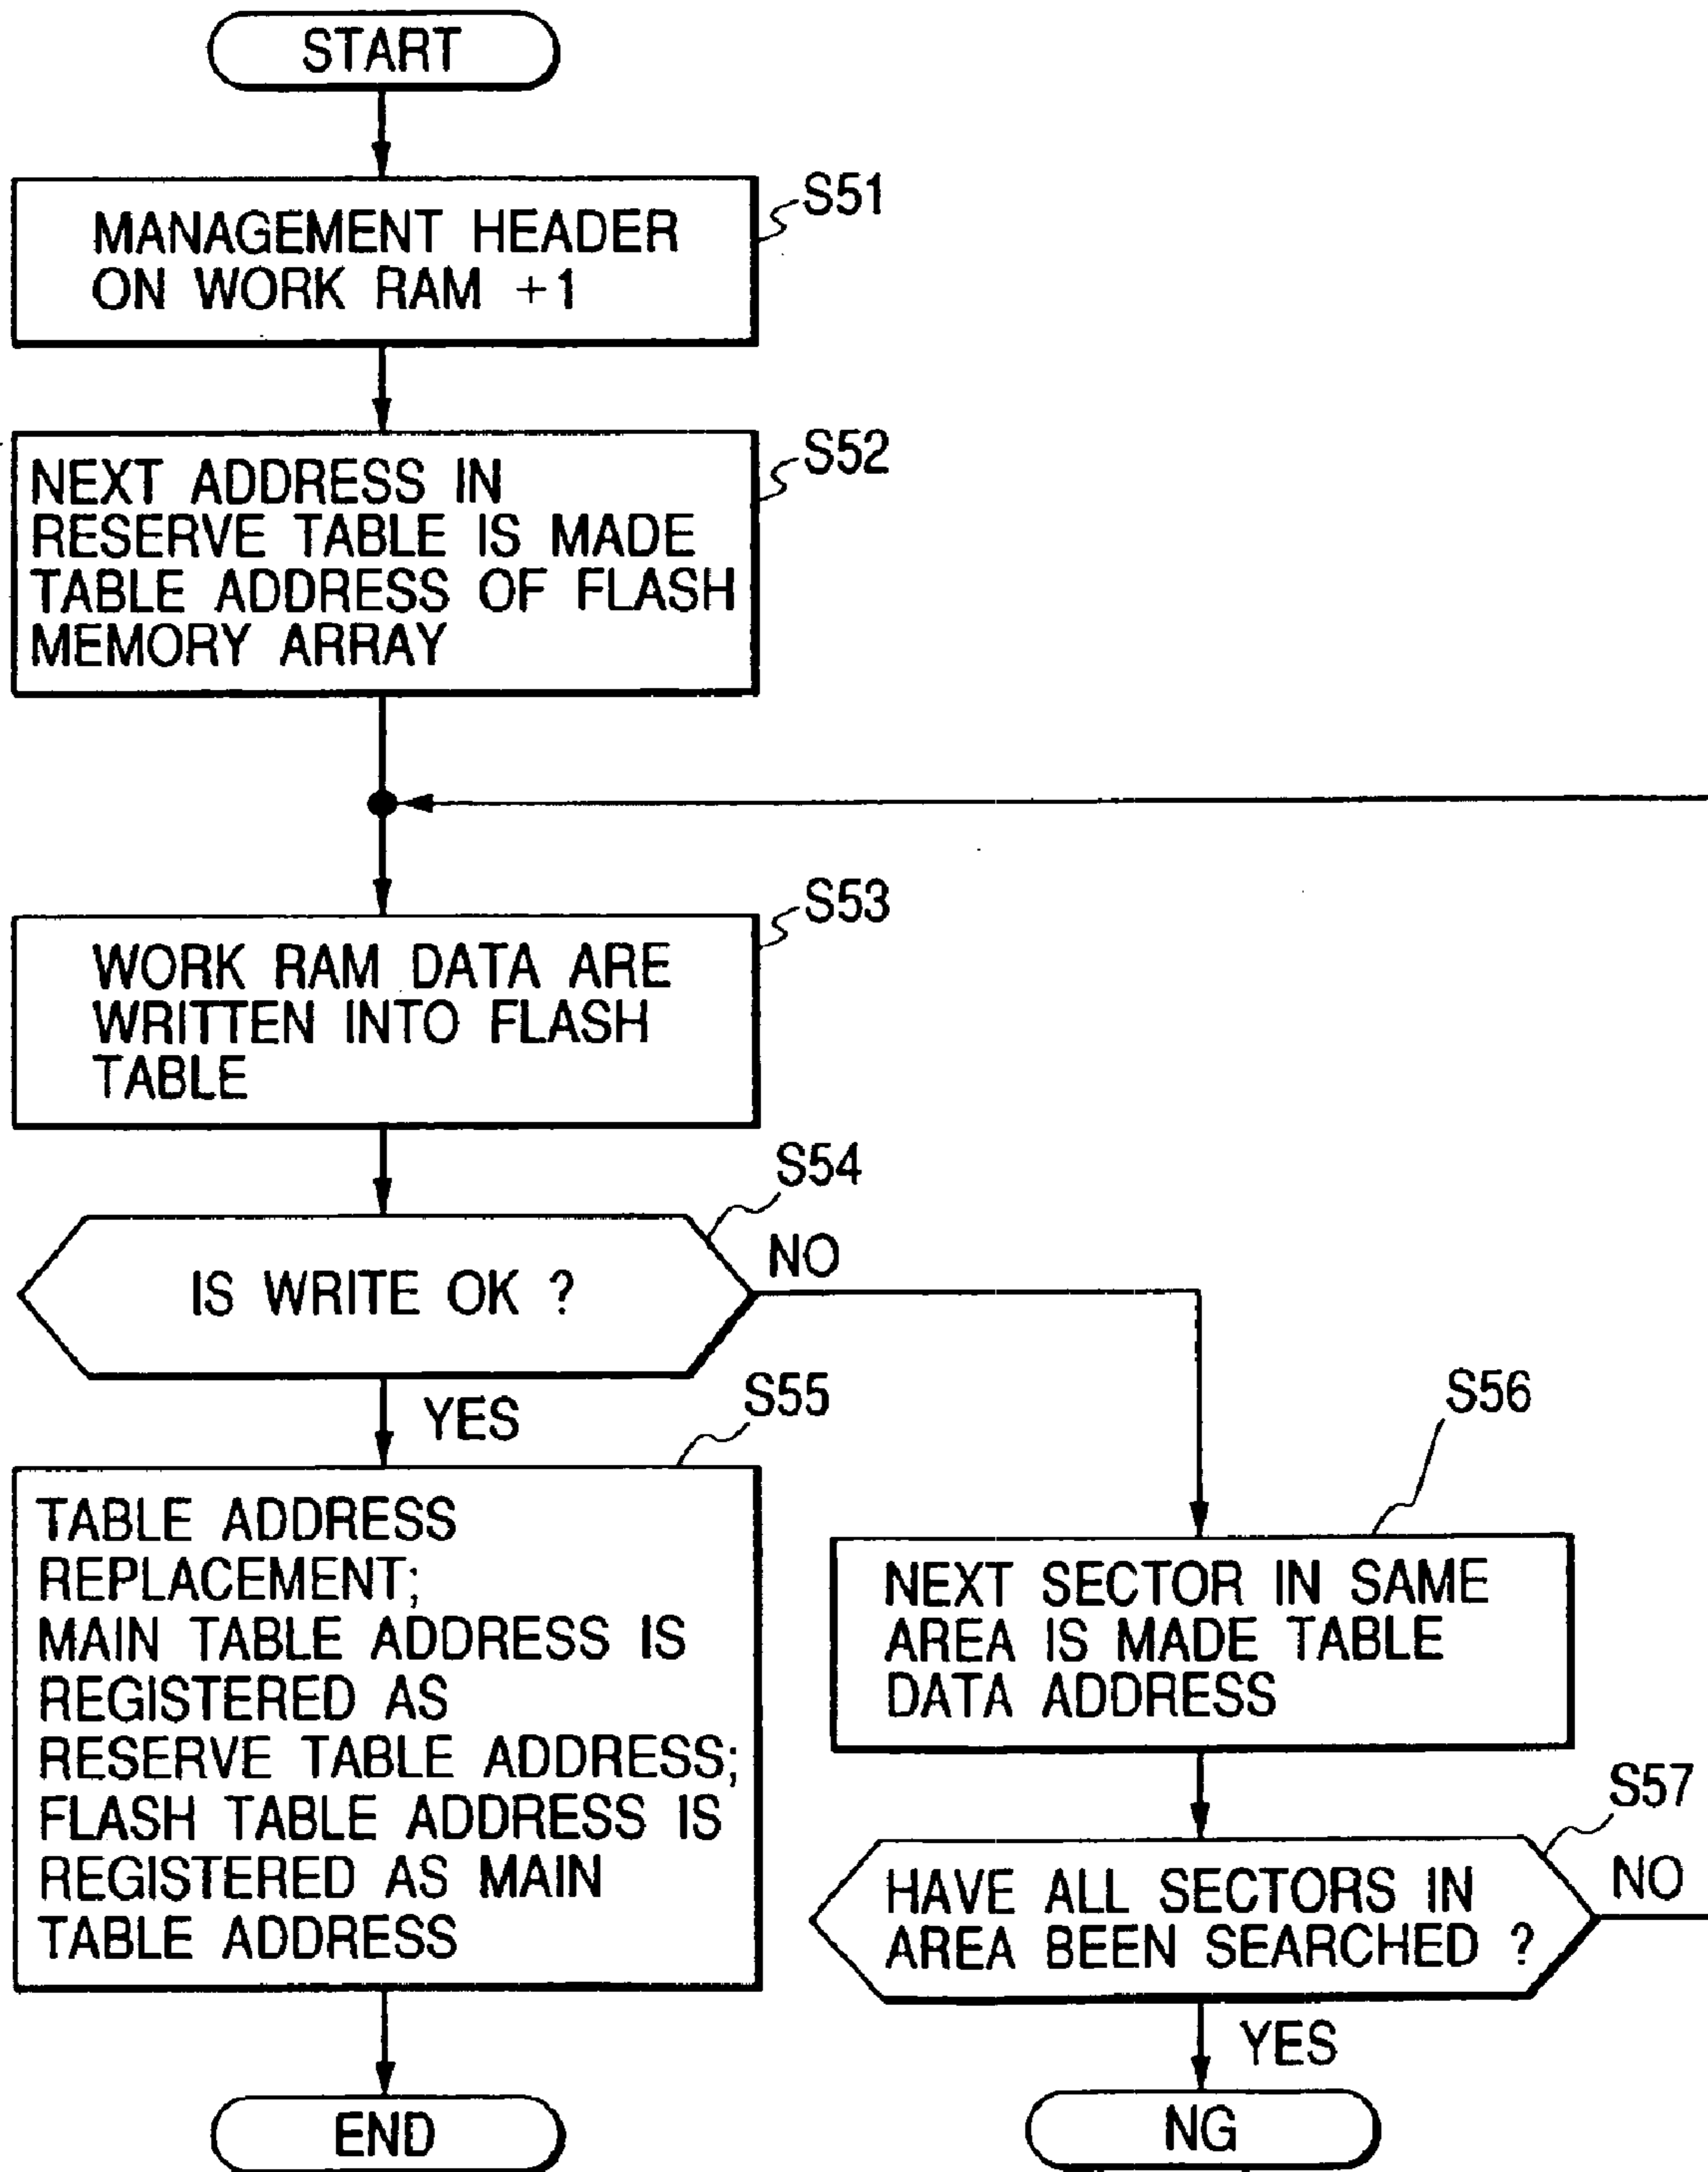 START
S51
MANAGEMENT HEADER
ON WORK RAM +1
S52
NEXT ADDRESS IN
RESERVE TABLE IS MADE
TABLE ADDRESS OF FLASH
MEMORY ARRAY
S53
WORK RAM DATA ARE
WRITTEN INTO FLASH
TABLE
S54
IS WRITE OK ?
NO
YES
S55
TABLE ADDRESS
REPLACEMENT;
MAIN TABLE ADDRESS IS
REGISTERED AS
RESERVE TABLE ADDRESS;
FLASH TABLE ADDRESS IS
REGISTERED AS MAIN
TABLE ADDRESS
END
S56
NEXT SECTOR IN SAME
AREA IS MADE TABLE
DATA ADDRESS
S57
HAVE ALL SECTORS IN
AREA BEEN SEARCHED ?
NO
YES
NG